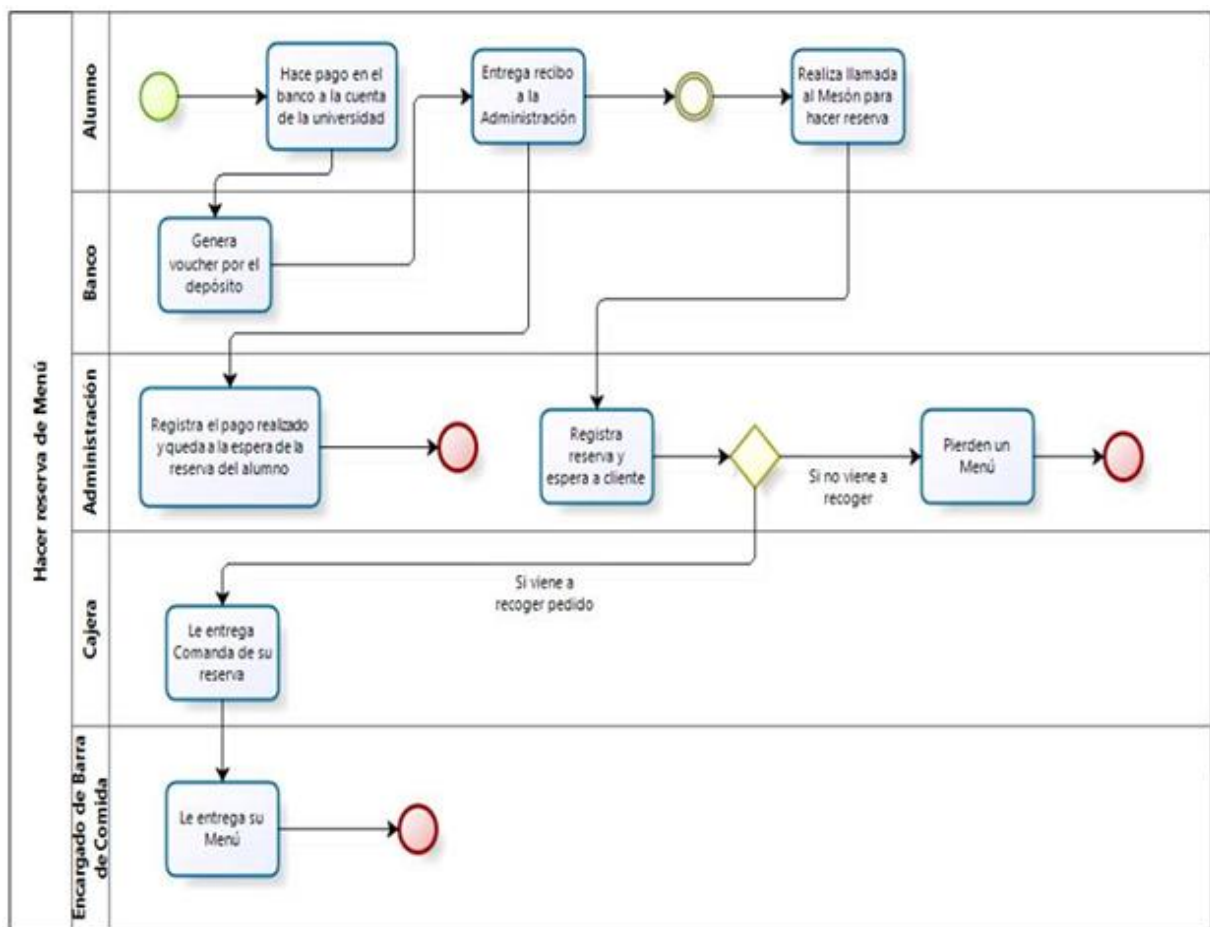 Hacer reserva de Menú
Alumno
Hace pago en el
banco a la cuenta
de la universidad
Entrega recibo
a la
Administración
Realiza llamada
al Mesón para
hacer reserva
Banco
Genera
voucher por el
depósito
Administración
Registra el pago realizado
y queda a la espera de la
reserva del alumno
Registra
reserva y
espera a cliente
Si no viene a
recoger
Pierden un
Menú
Cajera
Si viene a
recoger pedido
Le entrega
Comanda de su
reserva
Encargado de Barra
de Comida
Le entrega su
Menú